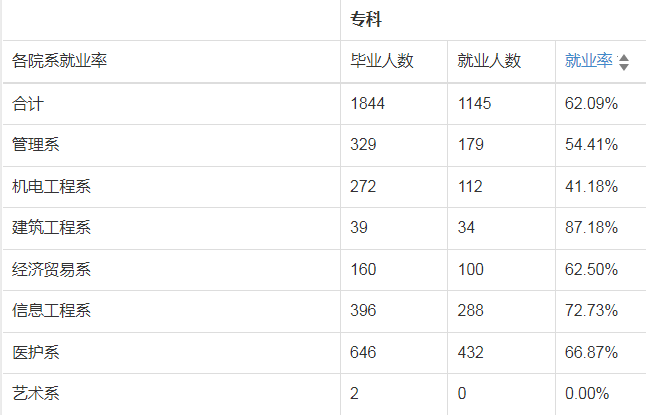 专科
各院系就业率 毕业人数 就业人数 就业率
合计 1844 1145 62.09%
管理系 329 179 54.41%
机电工程系 272 112 41.18%
建筑工程系 39 34 87.18%
经济贸易系 160 100 62.50%
信息工程系 396 288 72.73%
医护系 646 432 66.87%
艺术系 2 0 0.00%